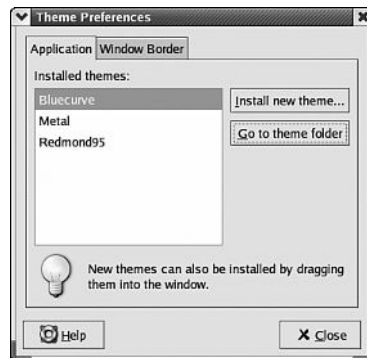 Theme Preferences
Application Window Border
Installed themes:
Bluecurve
Metal
Redmond95
Install new theme...
Go to theme folder
New themes can also be installed by dragging
them into the window.
Help
Close